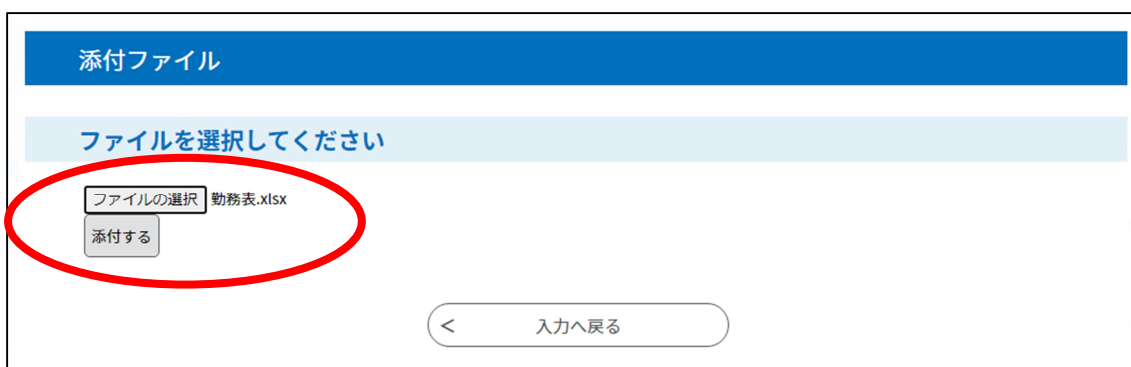 添付ファイル
ファイルを選択してください
ファイルの選択 勤務表.xlsx
添付する
< 入力へ戻る